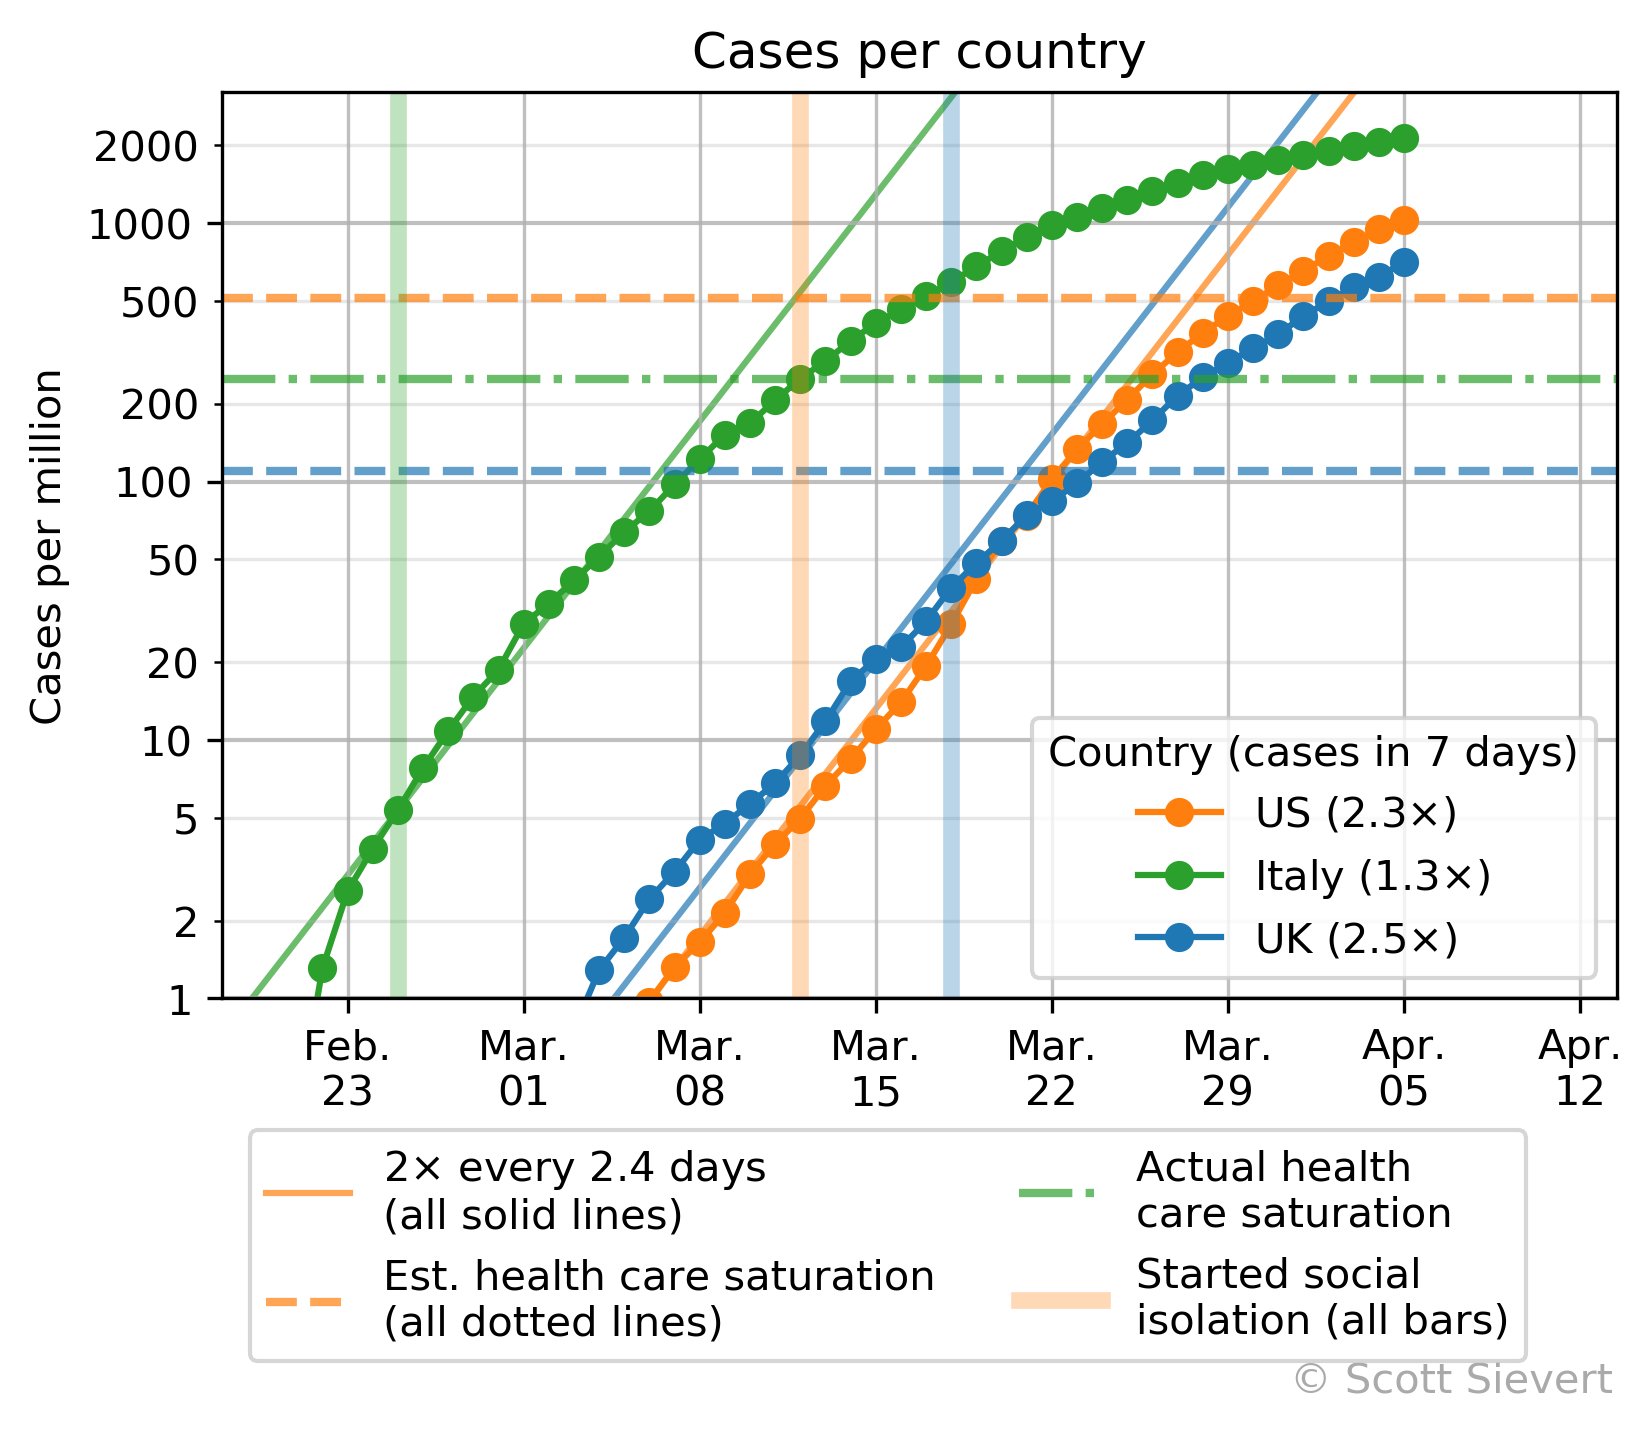 Cases per country
Cases per million
2000
1000
500
200
100
50
20
10
5
2
1
Feb. 23
Mar. 01
Mar. 08
Mar. 15
Mar. 22
Mar. 29
Apr. 05
Apr. 12
Country (cases in 7 days)
US (2.3×)
Italy (1.3×)
UK (2.5×)
2× every 2.4 days
(all solid lines)
Est. health care saturation
(all dotted lines)
Actual health
care saturation
Started social
isolation (all bars)
© Scott Sievert